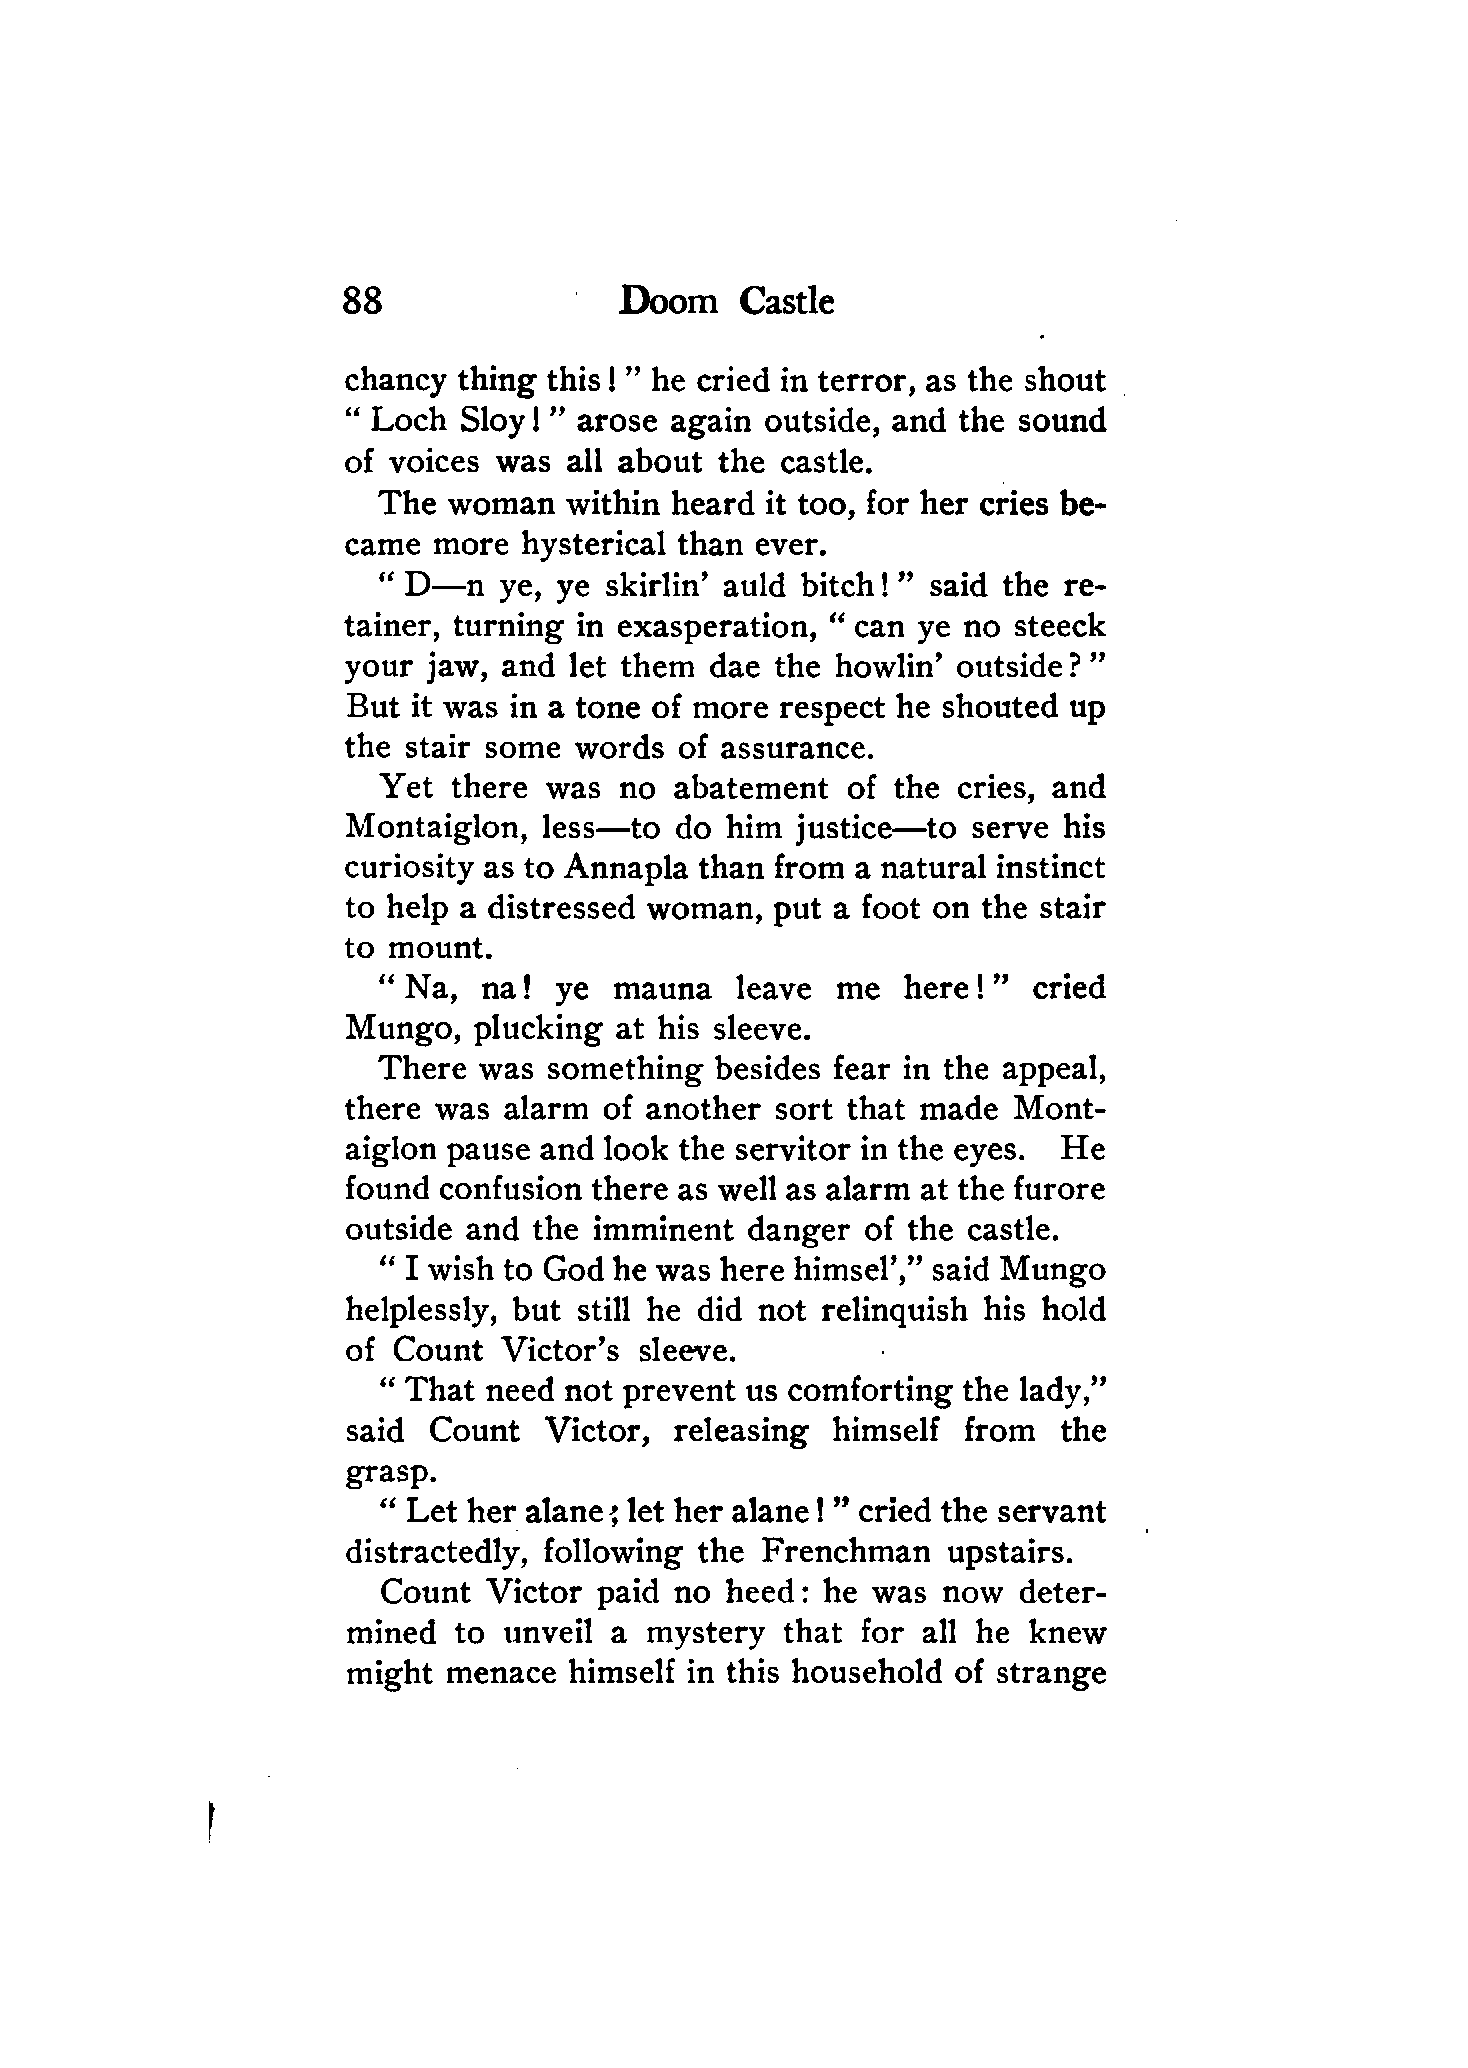 88 Doom Castle
chancy thing this!" he cried in terror, as the shout
"Loch Sloy!" arose again outside, and the sound
of voices was all about the castle.
The woman within heard it too, for her cries be-
came more hysterical than ever.
"D—n ye, ye skirlin' auld bitch!" said the re-
tainer, turning in exasperation, "can ye no steeck
your jaw, and let them dae the howlin' outside?"
But it was in a tone of more respect he shouted up
the stair some words of assurance.
Yet there was no abatement of the cries, and
Montaiglon, less—to do him justice—to serve his
curiosity as to Annapla than from a natural instinct
to help a distressed woman, put a foot on the stair
to mount.
"Na, na! ye mauna leave me here!" cried
Mungo, plucking at his sleeve.
There was something besides fear in the appeal,
there was alarm of another sort that made Mont-
aiglon pause and look the servitor in the eyes. He
found confusion there as well as alarm at the furore
outside and the imminent danger of the castle.
"I wish to God he was here himsel'," said Mungo
helplessly, but still he did not relinquish his hold
of Count Victor's sleeve.
"That need not prevent us comforting the lady,"
said Count Victor, releasing himself from the
grasp.
"Let her alane; let her alane!" cried the servant
distractedly, following the Frenchman upstairs.
Count Victor paid no heed: he was now deter-
mined to unveil a mystery that for all he knew
might menace himself in this household of strange